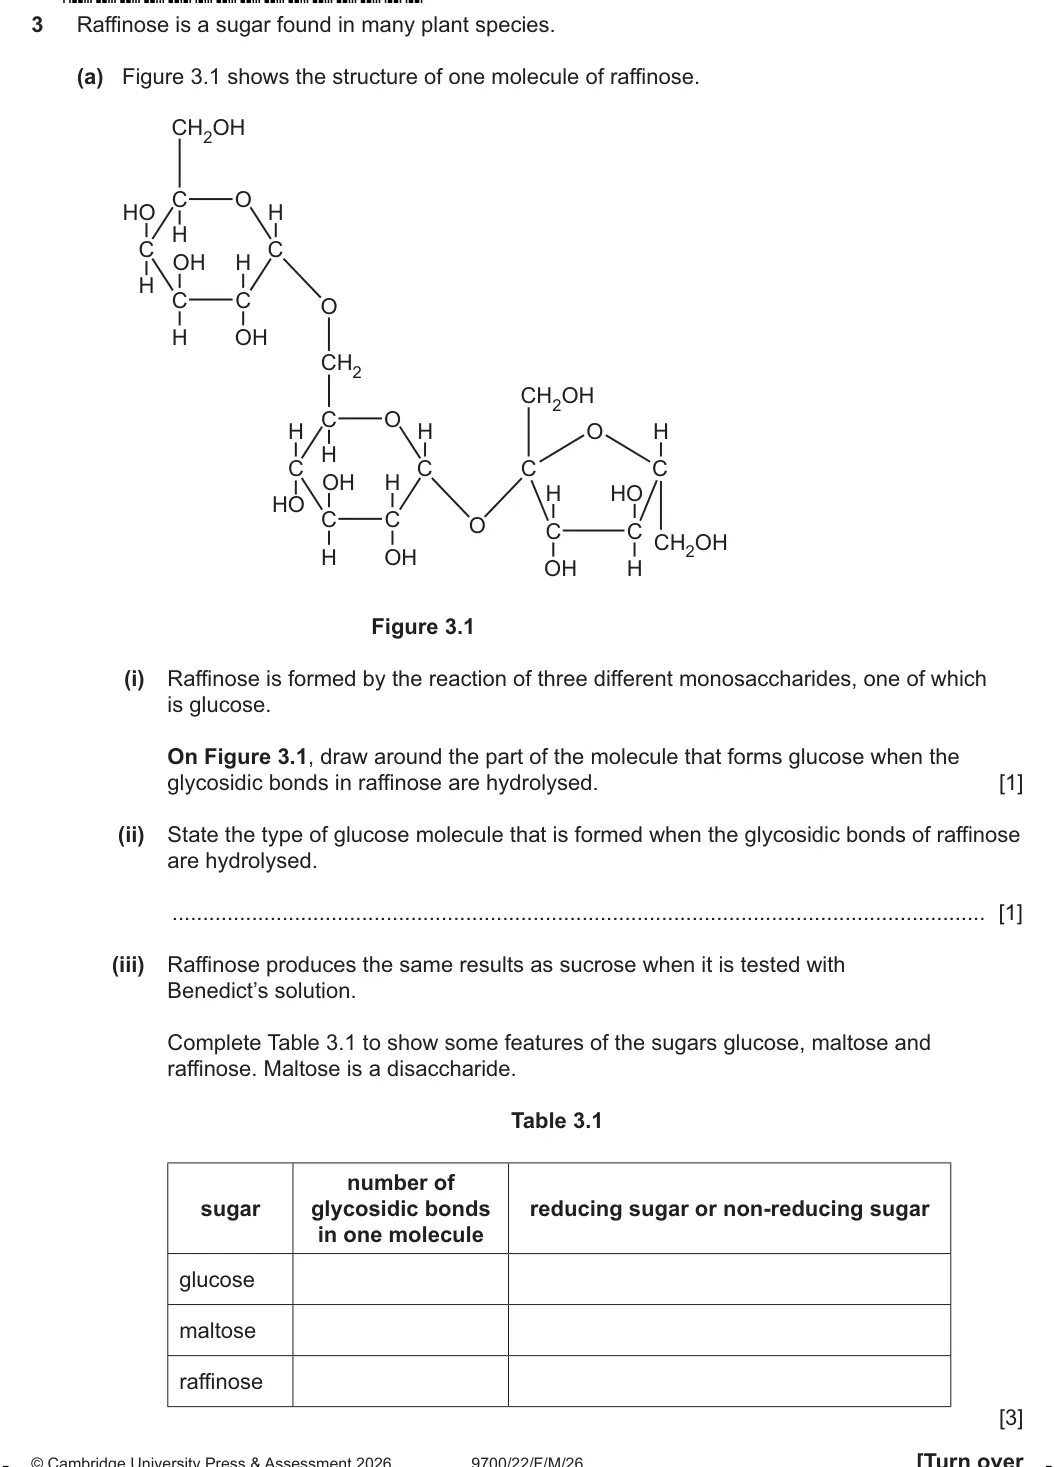 3 Raffinose is a sugar found in many plant species.
(a) Figure 3.1 shows the structure of one molecule of raffinose.
CH2OH
C O
HO H
H
C C
OH H
H
C C
O
H OH
CH2
CH2OH
C O
H H O H
H
C C C C
OH H H HO
HO
C C O C C
CH2OH
H OH OH H
Figure 3.1
(i) Raffinose is formed by the reaction of three different monosaccharides, one of which
is glucose.
On Figure 3.1, draw around the part of the molecule that forms glucose when the
glycosidic bonds in raffinose are hydrolysed. [1]
(ii) State the type of glucose molecule that is formed when the glycosidic bonds of raffinose
are hydrolysed.
.......................................................................................................................................... [1]
(iii) Raffinose produces the same results as sucrose when it is tested with
Benedict’s solution.
Complete Table 3.1 to show some features of the sugars glucose, maltose and
raffinose. Maltose is a disaccharide.
Table 3.1
sugar number of glycosidic bonds in one molecule reducing sugar or non-reducing sugar
glucose
maltose
raffinose
[3]
© Cambridge University Press & Assessment 2026 9700/22/F/M/26 [Turn over